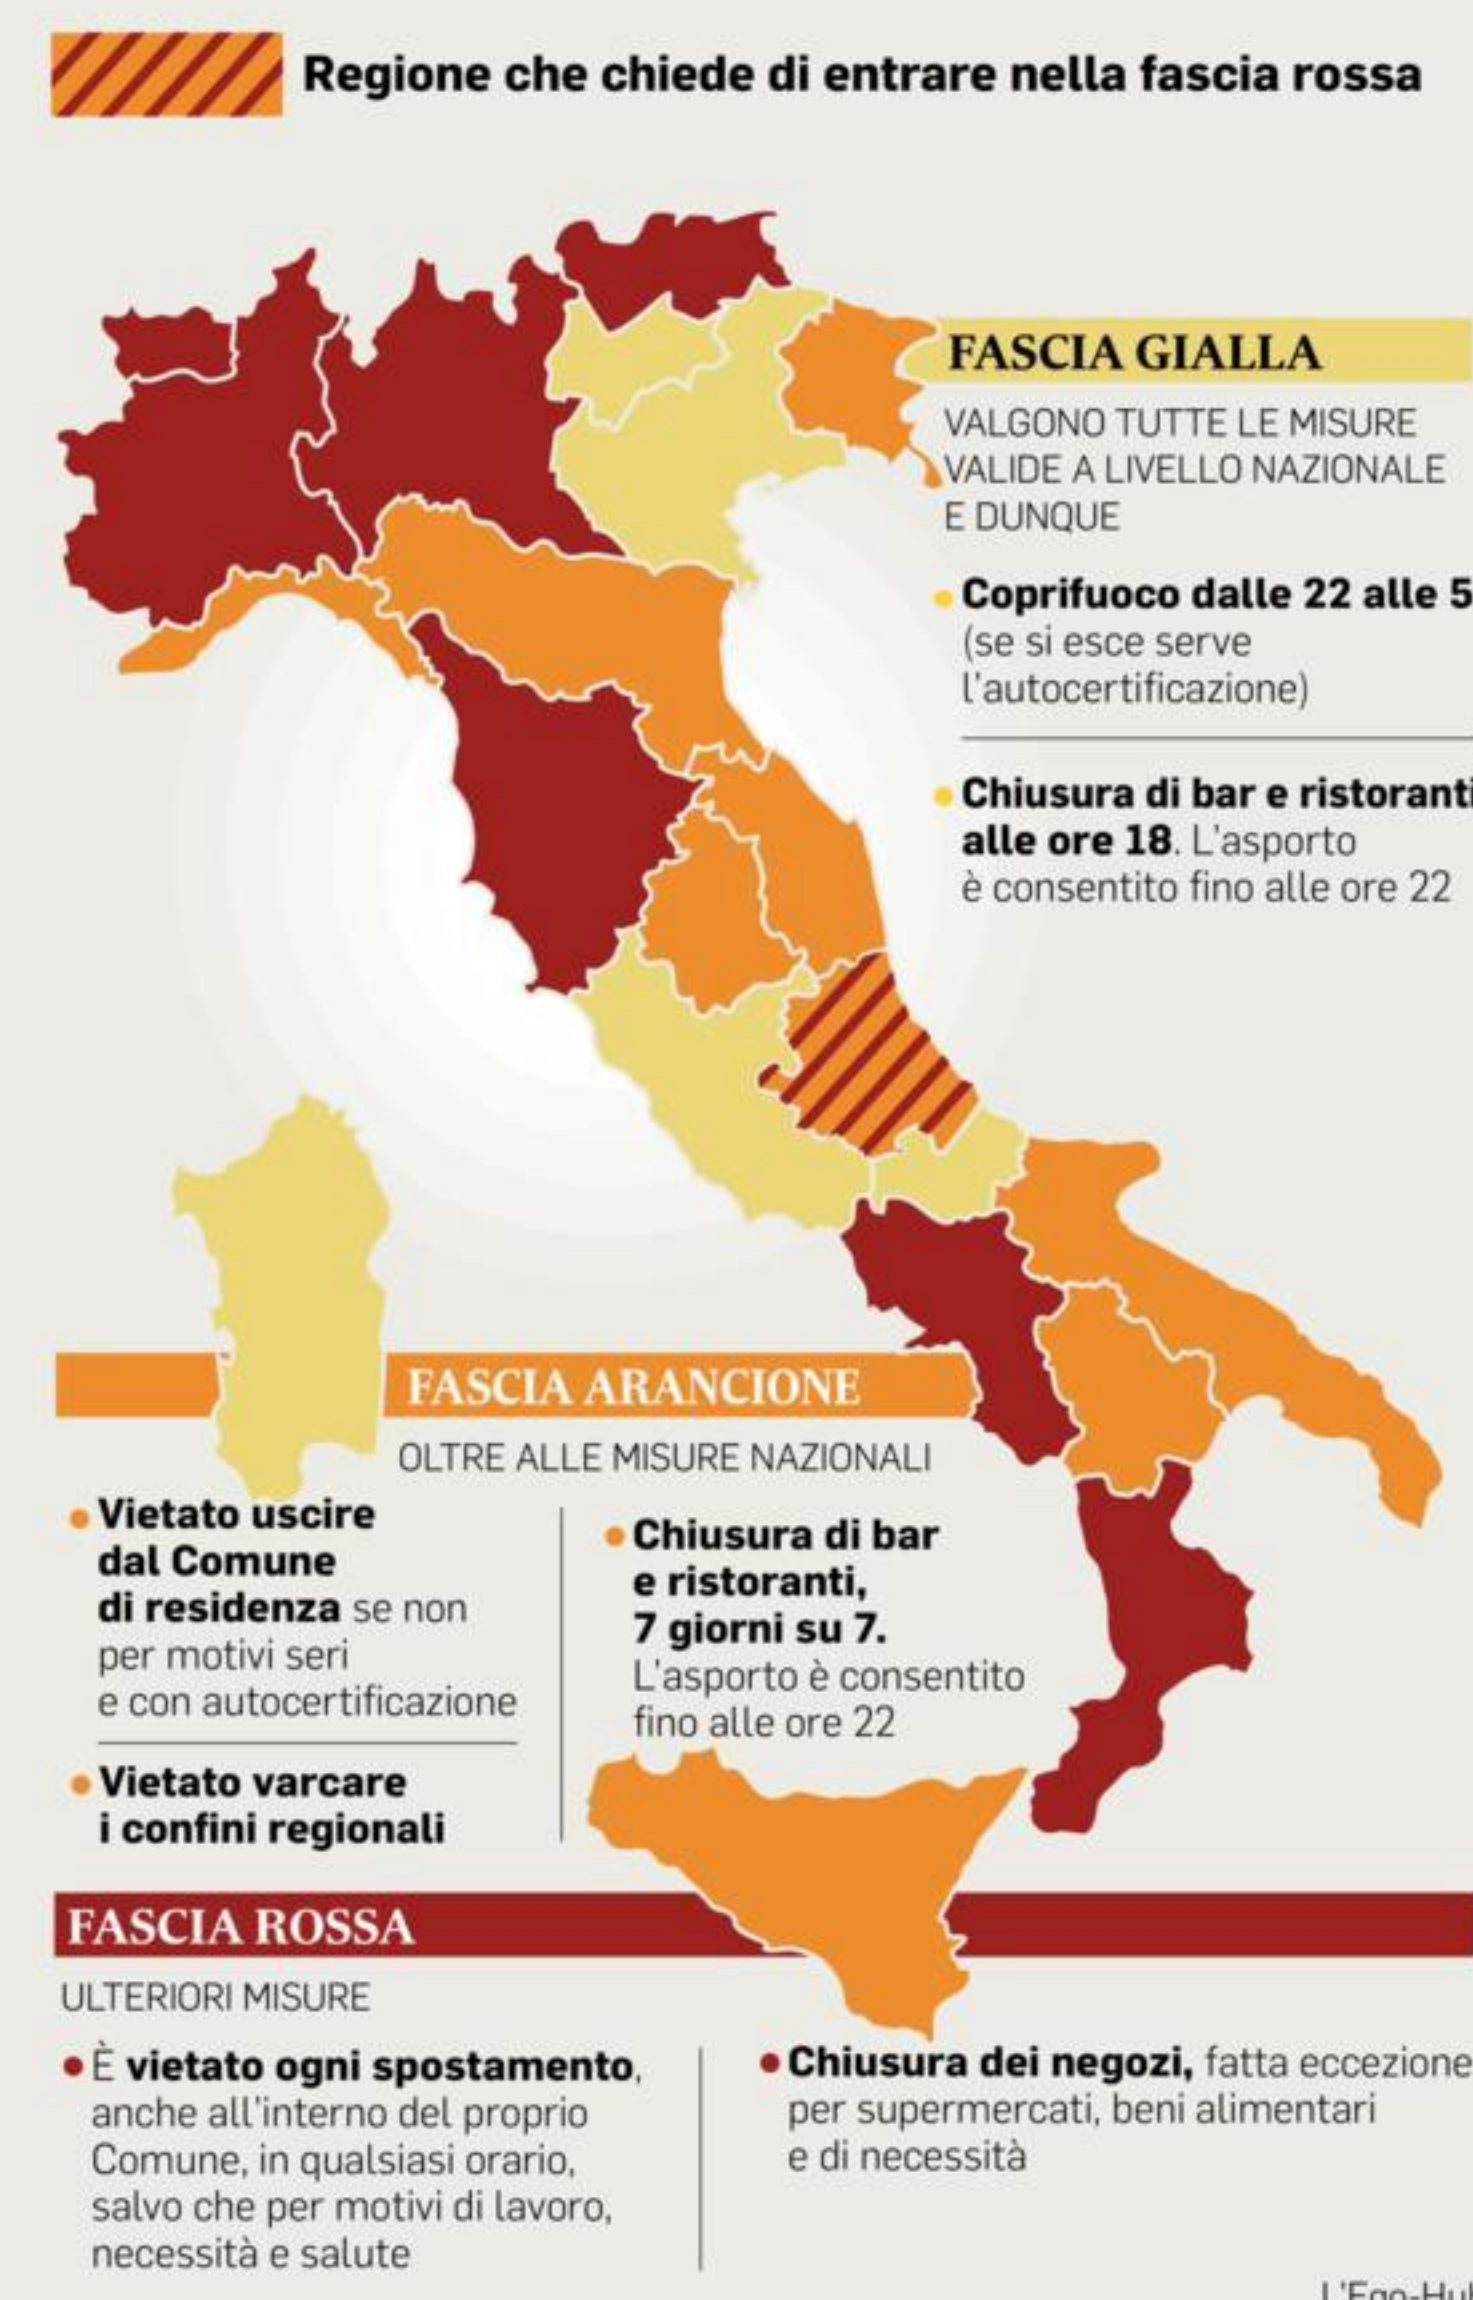 Regione che chiede di entrare nella fascia rossa
FASCIA GIALLA
VALGONO TUTTE LE MISURE
VALIDE A LIVELLO NAZIONALE
E DUNQUE
Coprifuoco dalle 22 alle 5
(se si esce serve
l'autocertificazione)
Chiusura di bar e ristoranti
alle ore 18. L'asporto
è consentito fino alle ore 22
FASCIA ARANCIONE
OLTRE ALLE MISURE NAZIONALI
Vietato uscire
dal Comune
di residenza se non
per motivi seri
e con autocertificazione
Vietato varcare
i confini regionali
Chiusura di bar
e ristoranti,
7 giorni su 7.
L'asporto è consentito
fino alle ore 22
FASCIA ROSSA
ULTERIORI MISURE
È vietato ogni spostamento,
anche all'interno del proprio
Comune, in qualsiasi orario,
salvo che per motivi di lavoro,
necessità e salute
Chiusura dei negozi, fatta eccezione
per supermercati, beni alimentari
e di necessità